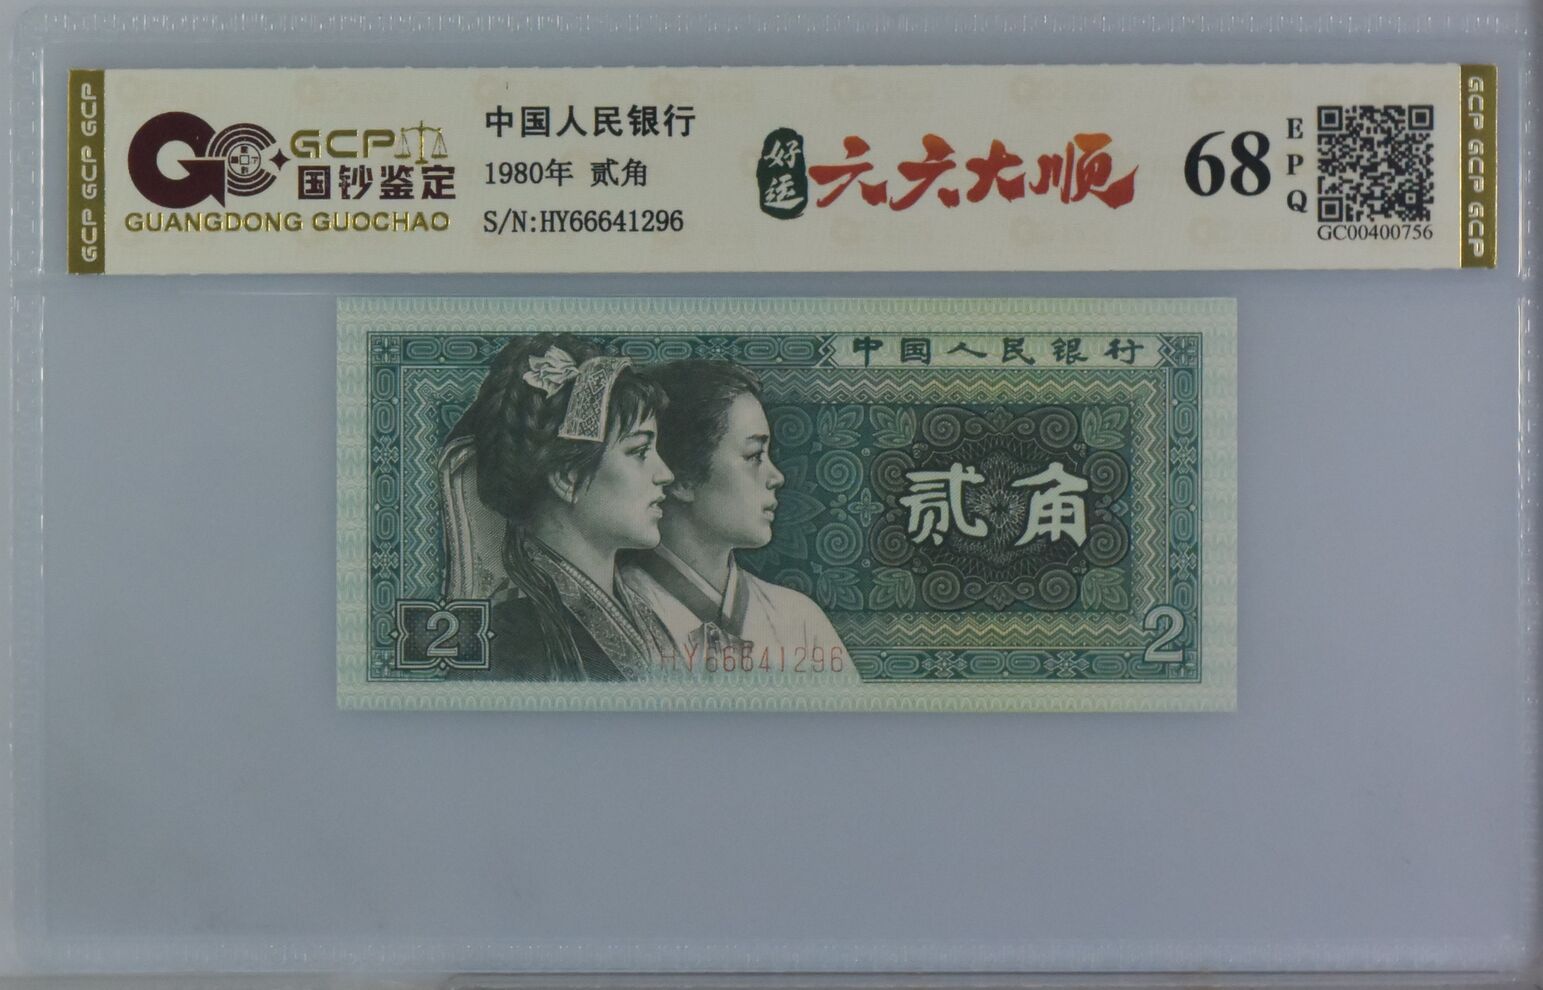 GCP
国钞鉴定
GUANGDONG GUOCHAO
中国人民银行
1980年 贰角
S/N:HY66641296
好运
六六大顺
68
EPQ
GC00400756
GCP GCP GCP
GCP GCP GCP
中国人民银行
贰角
2
2
HY66641296